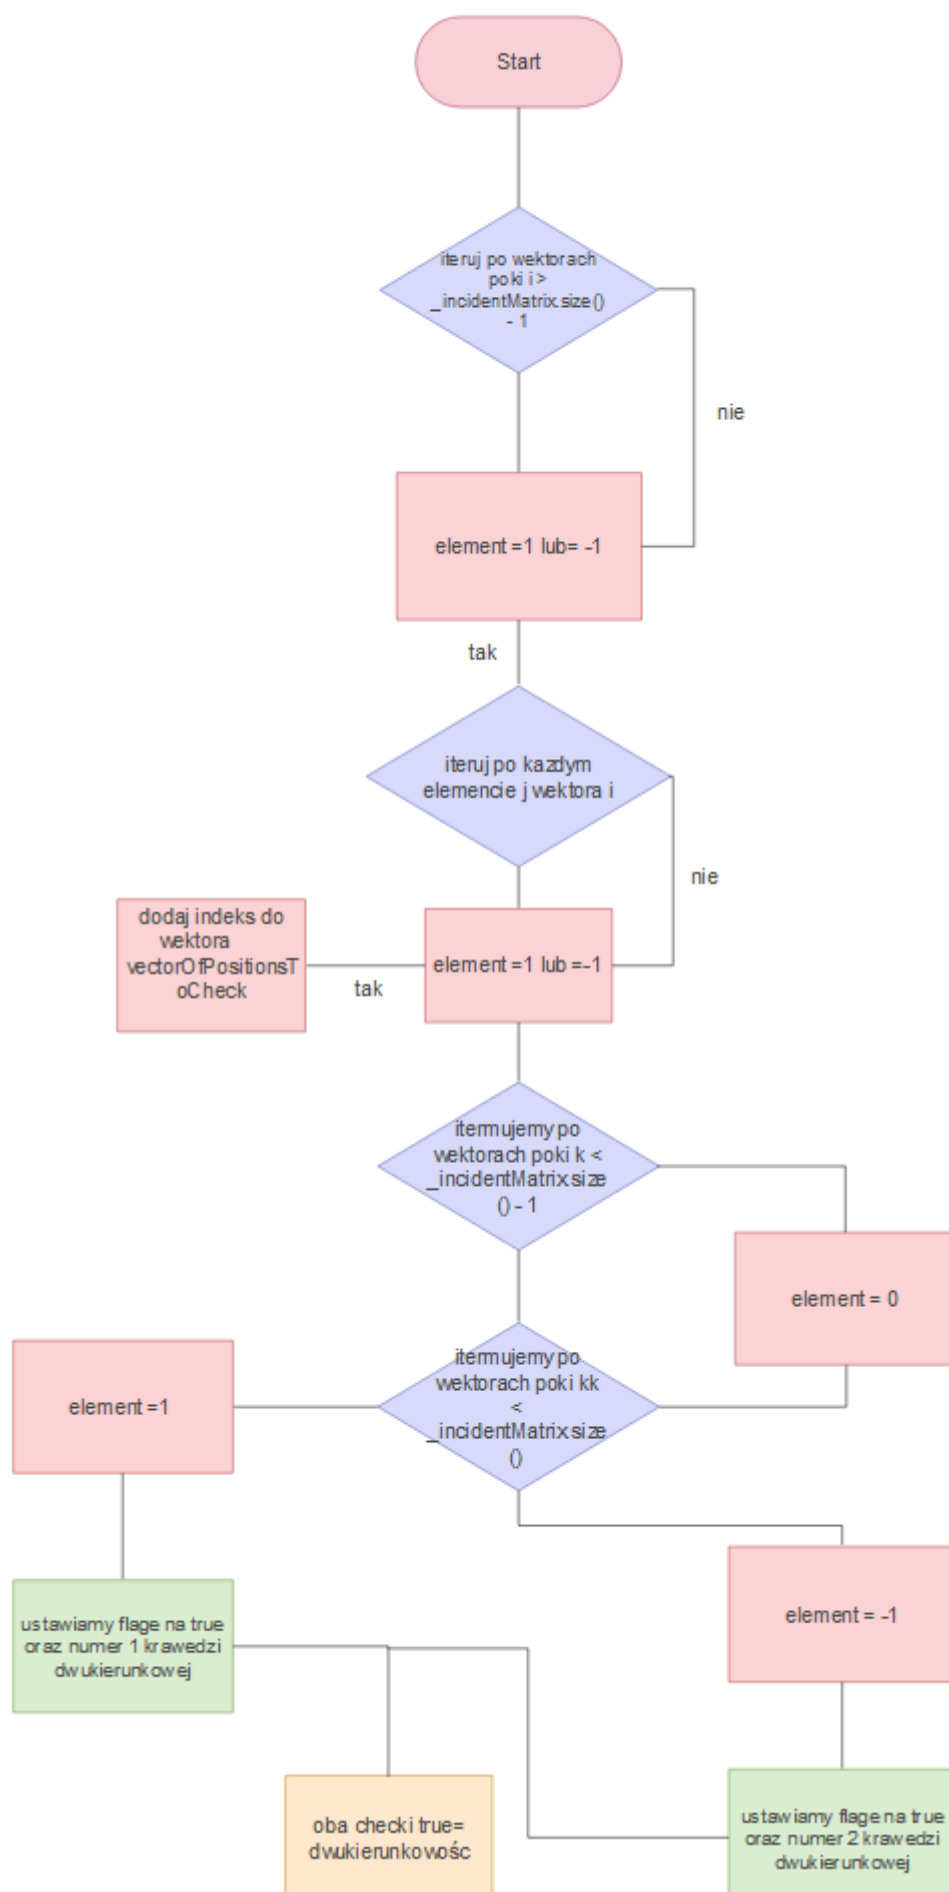 Start
iteruj po wektorach
poki i >
_incidentMatrix.size()
- 1
nie
element =1 lub= -1
tak
iteruj po kazdym
elemencie j wektora i
nie
dodaj indeks do
wektora
vectorOfPositionsT
oCheck
tak
element =1 lub =-1
itermujemy po
wektorach poki k <
_incidentMatrix.size
() - 1
element = 0
itermujemy po
wektorach poki kk
<
_incidentMatrix.size
()
element =1
element = -1
ustawiamy flage na true
oraz numer 1 krawedzi
dwukierunkowej
oba checki true=
dwukierunkowośc
ustawiamy flage na true
oraz numer 2 krawedzi
dwukierunkowej